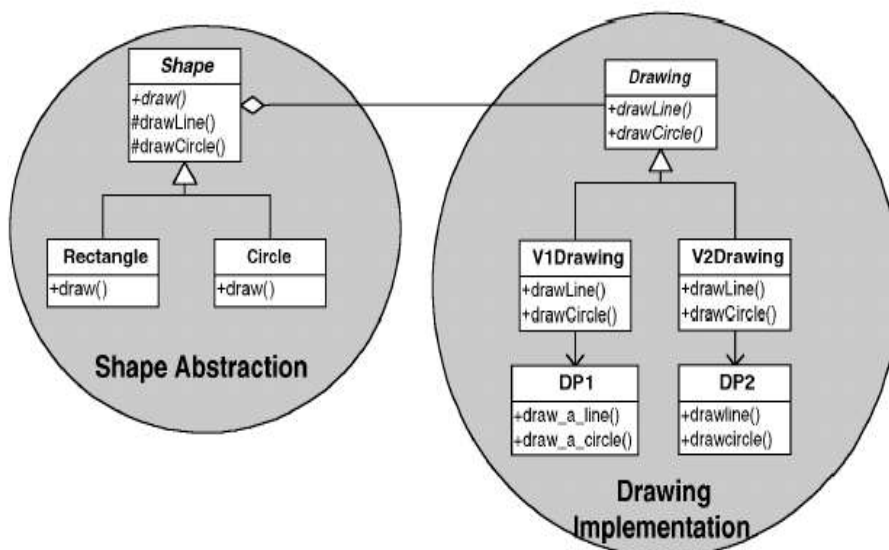 Shape
+draw()
#drawLine()
#drawCircle()
Rectangle
+draw()
Circle
+draw()
Shape Abstraction
Drawing
+drawLine()
+drawCircle()
V1Drawing
+drawLine()
+drawCircle()
V2Drawing
+drawLine()
+drawCircle()
DP1
+draw_a_line()
+draw_a_circle()
DP2
+drawline()
+drawcircle()
Drawing
Implementation